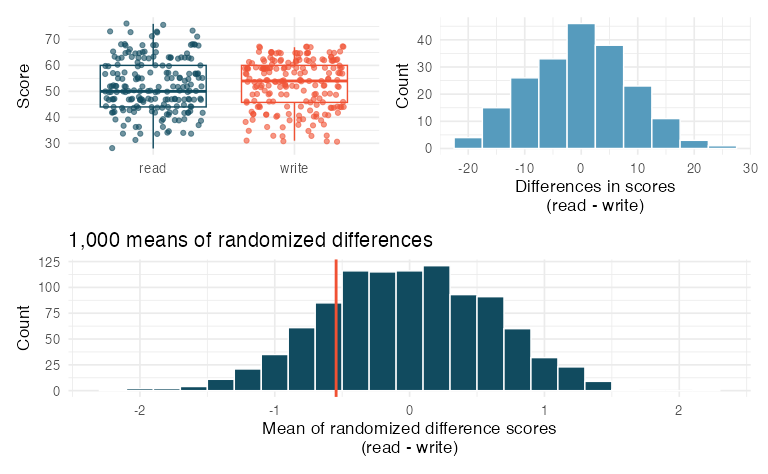 Score
70
60
50
40
30
read
write
Count
40
30
20
10
0
-20
-10
0
10
20
30
Differences in scores
(read - write)
1,000 means of randomized differences
Count
125
100
75
50
25
0
-2
-1
0
1
2
Mean of randomized difference scores
(read - write)